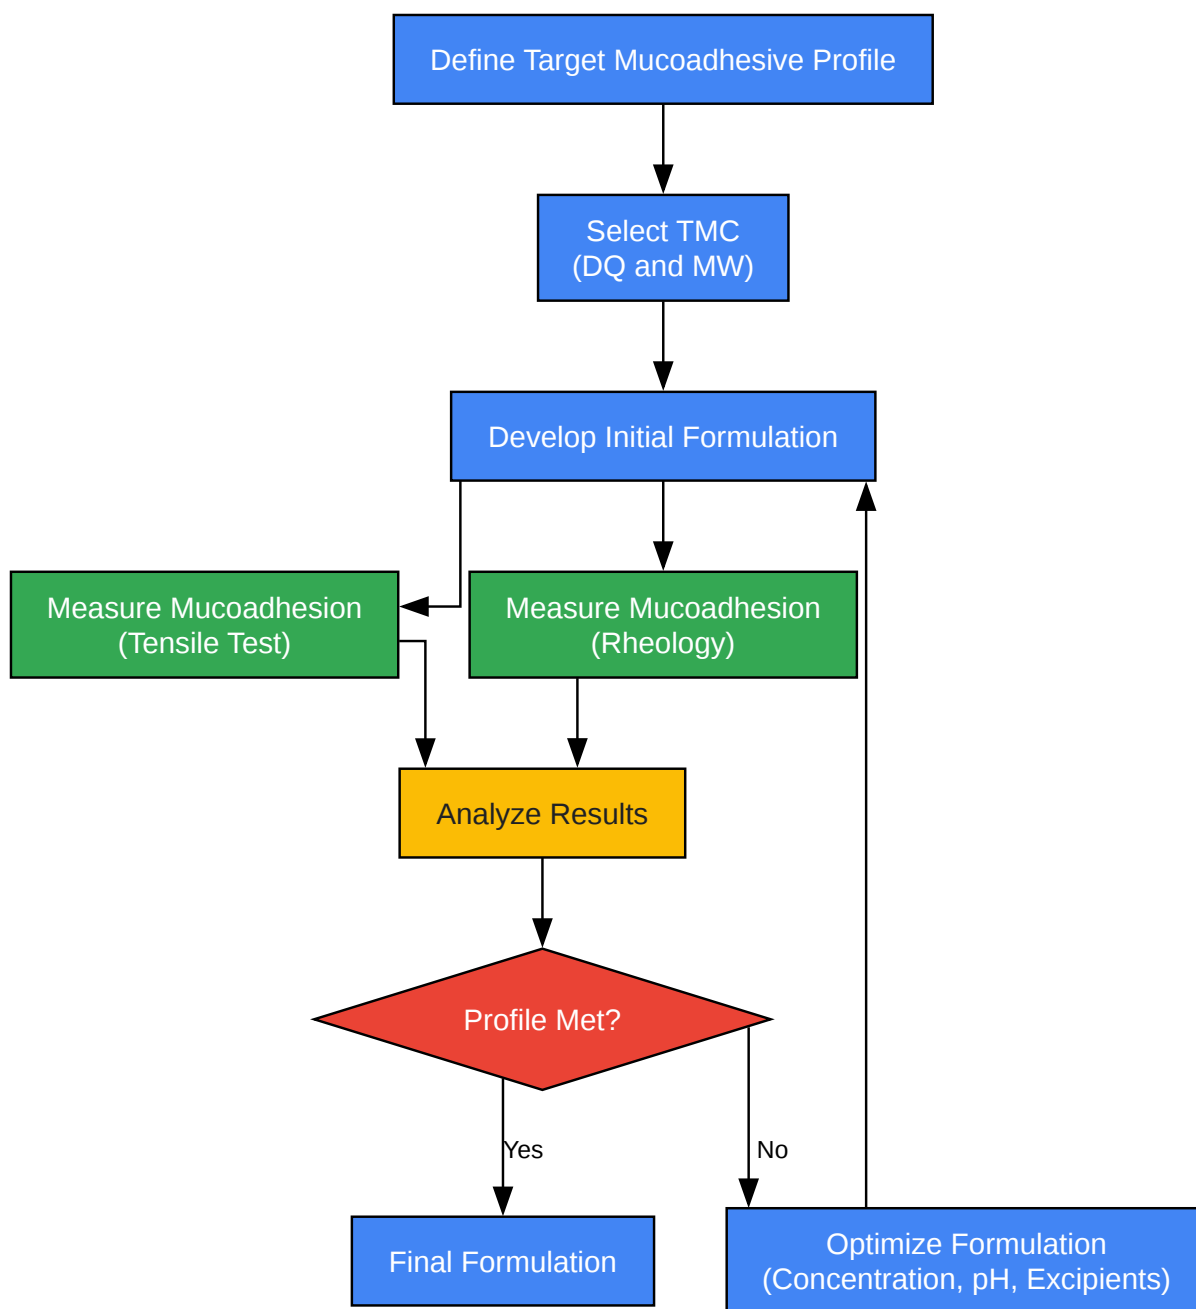 Define Target Mucoadhesive Profile
Select TMC
(DQ and MW)
Develop Initial Formulation
Measure Mucoadhesion
(Tensile Test)
Measure Mucoadhesion
(Rheology)
Analyze Results
Profile Met?
Yes
No
Final Formulation
Optimize Formulation
(Concentration, pH, Excipients)